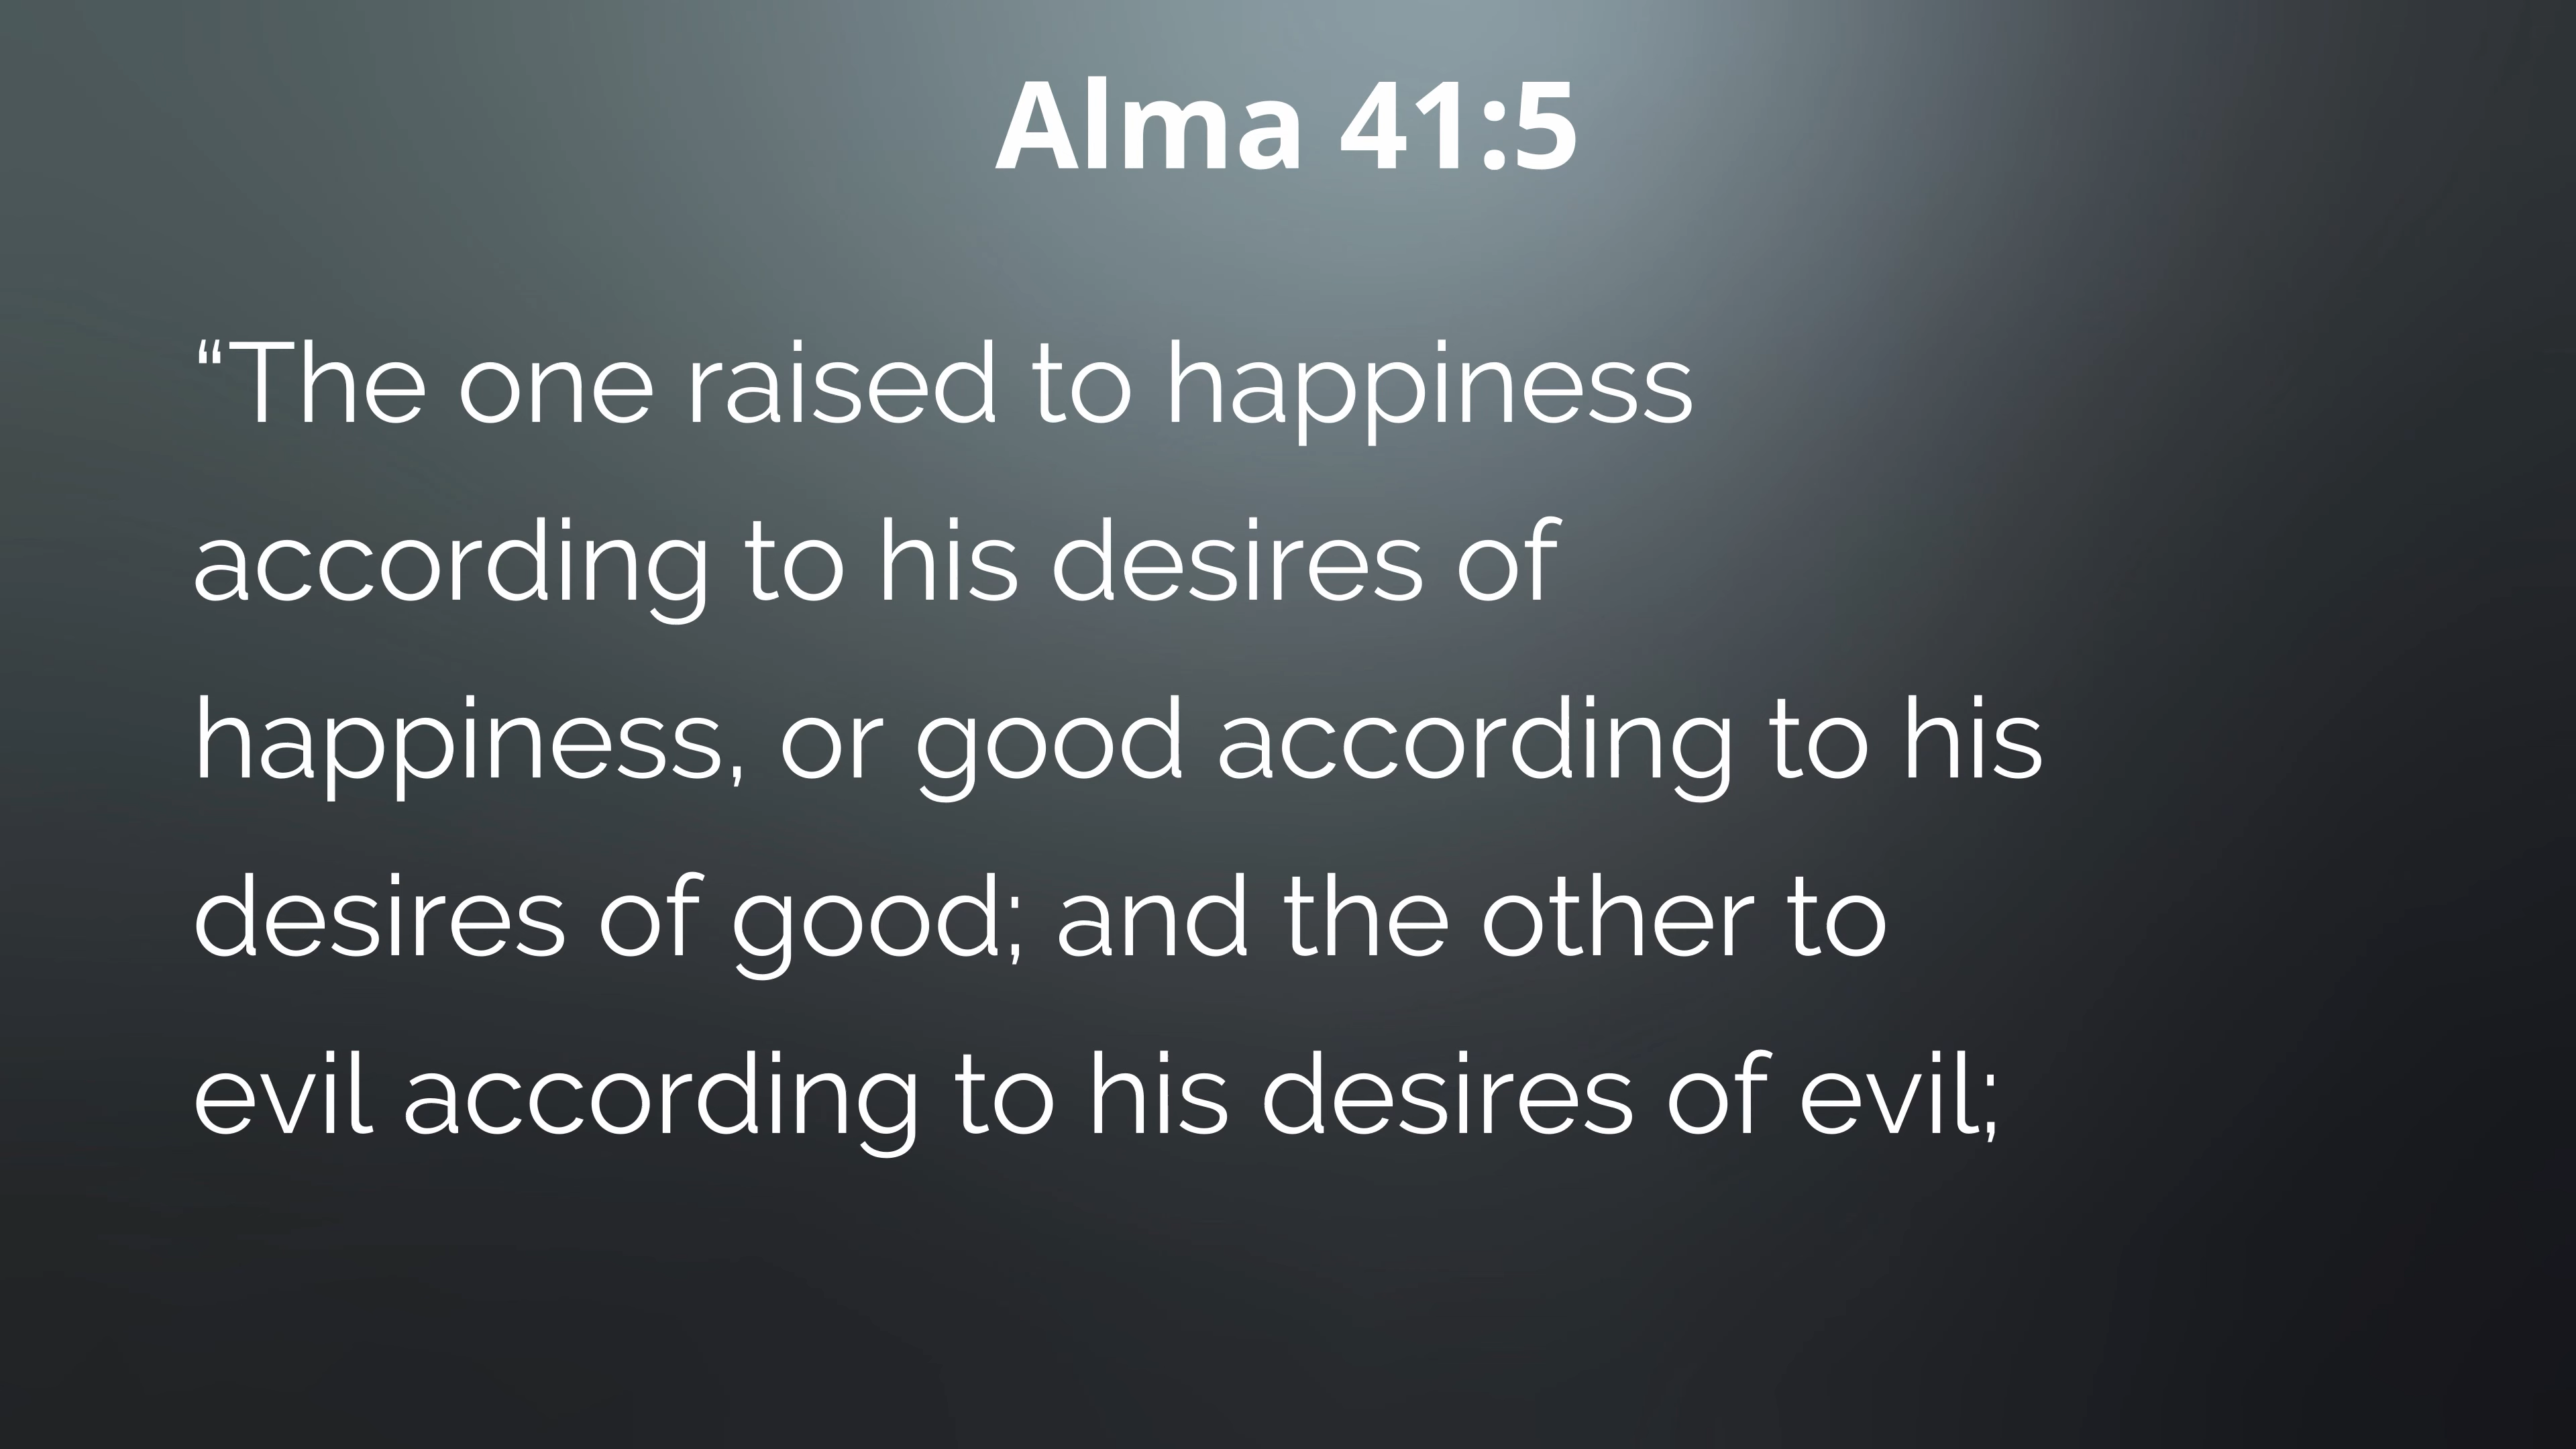 Alma 41:5
“The one raised to happiness
according to his desires of
happiness, or good according to his
desires of good; and the other to
evil according to his desires of evil;